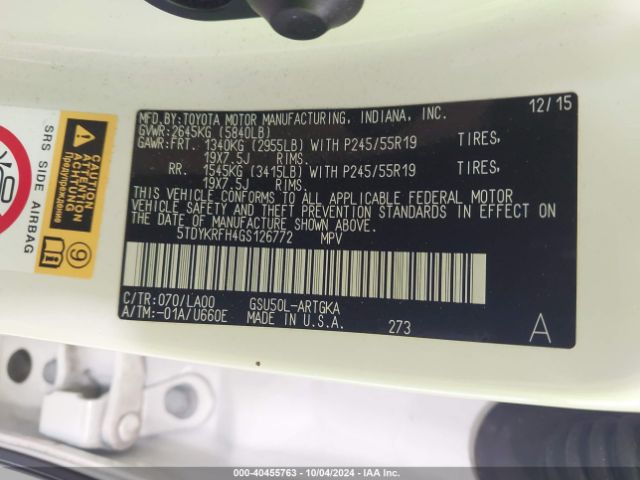 MFD.BY:TOYOTA MOTOR MANUFACTURING, INDIANA, INC. 12/15
GVWR:2645KG (5840LB)
GAWR:FRT. 1340KG (2955LB) WITH P245/55R19 TIRES,
19X7.5J RIMS.
RR. 1545KG (3415LB) WITH P245/55R19 TIRES,
19X7.5J RIMS.
THIS VEHICLE CONFORMS TO ALL APPLICABLE FEDERAL MOTOR
VEHICLE SAFETY AND THEFT PREVENTION STANDARDS IN EFFECT ON
THE DATE OF MANUFACTURE SHOWN ABOVE.
5TDYKRFH4GS126772 MPV
C/TR:070/LA00 GSU50L-ARTGKA
A/TM:-01A/U660E MADE IN U.S.A. 273 A
SRS SIDE AIRBAG
CAUTION
ATTENTION
ACHTUNG
Предупреждение
9
000-40455763 - 10/04/2024 - IAA Inc.